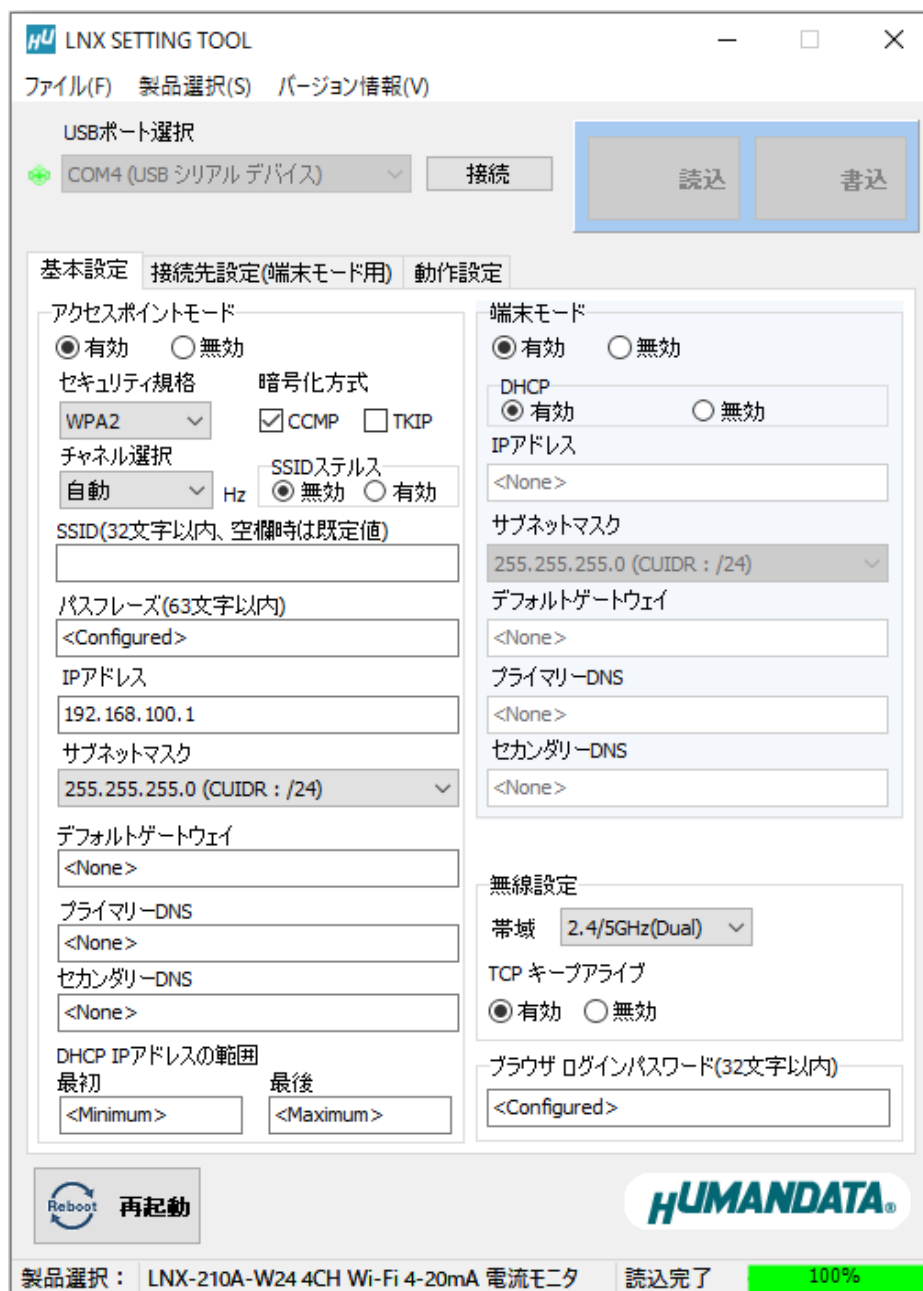 HU LNX SETTING TOOL
ファイル(F) 製品選択(S) バージョン情報(V)
USBポート選択
COM4 (USB シリアル デバイス) 接続 読込 書込
基本設定 接続先設定(端末モード用) 動作設定
アクセスポイントモード
有効 無効
セキュリティ規格 暗号化方式
WPA2 CCMP TKIP
チャネル選択
自動 Hz
SSIDステルス
無効 有効
SSID(32文字以内、空欄時は既定値)
パスフレーズ(63文字以内)
<Configured>
IPアドレス
192.168.100.1
サブネットマスク
255.255.255.0 (CUIDR : /24)
デフォルトゲートウェイ
<None>
プライマリーDNS
<None>
セカンダリーDNS
<None>
DHCP IPアドレスの範囲
最初 最後
<Minimum> <Maximum>
端末モード
有効 無効
DHCP
有効 無効
IPアドレス
<None>
サブネットマスク
255.255.255.0 (CUIDR : /24)
デフォルトゲートウェイ
<None>
プライマリーDNS
<None>
セカンダリーDNS
<None>
無線設定
帯域 2.4/5GHz(Dual)
TCP キープアライブ
有効 無効
ブラウザ ログインパスワード(32文字以内)
<Configured>
Reboot 再起動
HUMANDATA®
製品選択： LNX-210A-W24 4CH Wi-Fi 4-20mA 電流モニタ 読込完了 100%